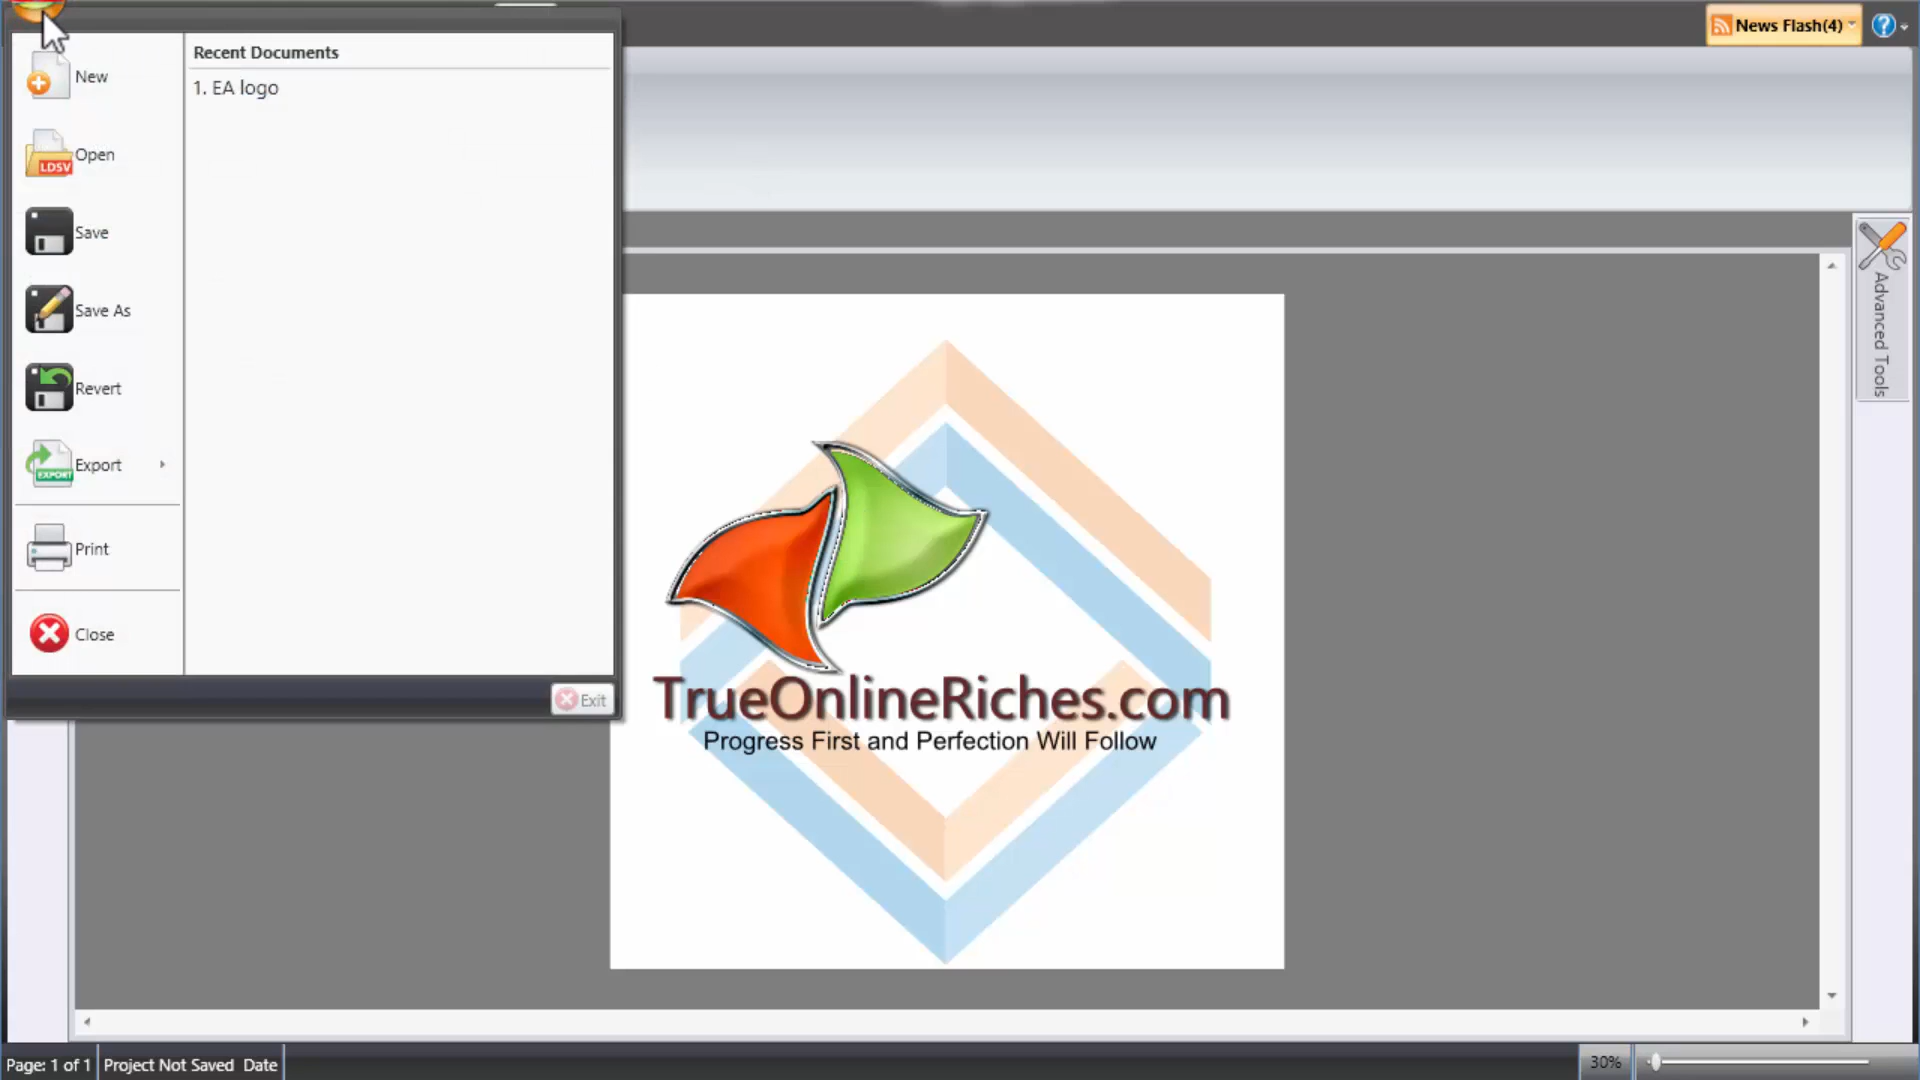 News Flash(4)
Recent Documents
1. EA logo
New
Open
LDSV
Save
Save As
Revert
Export
EXPORT
Print
Close
Exit
Advanced Tools
TrueOnlineRiches.com
Progress First and Perfection Will Follow
Page: 1 of 1 Project Not Saved Date
30%